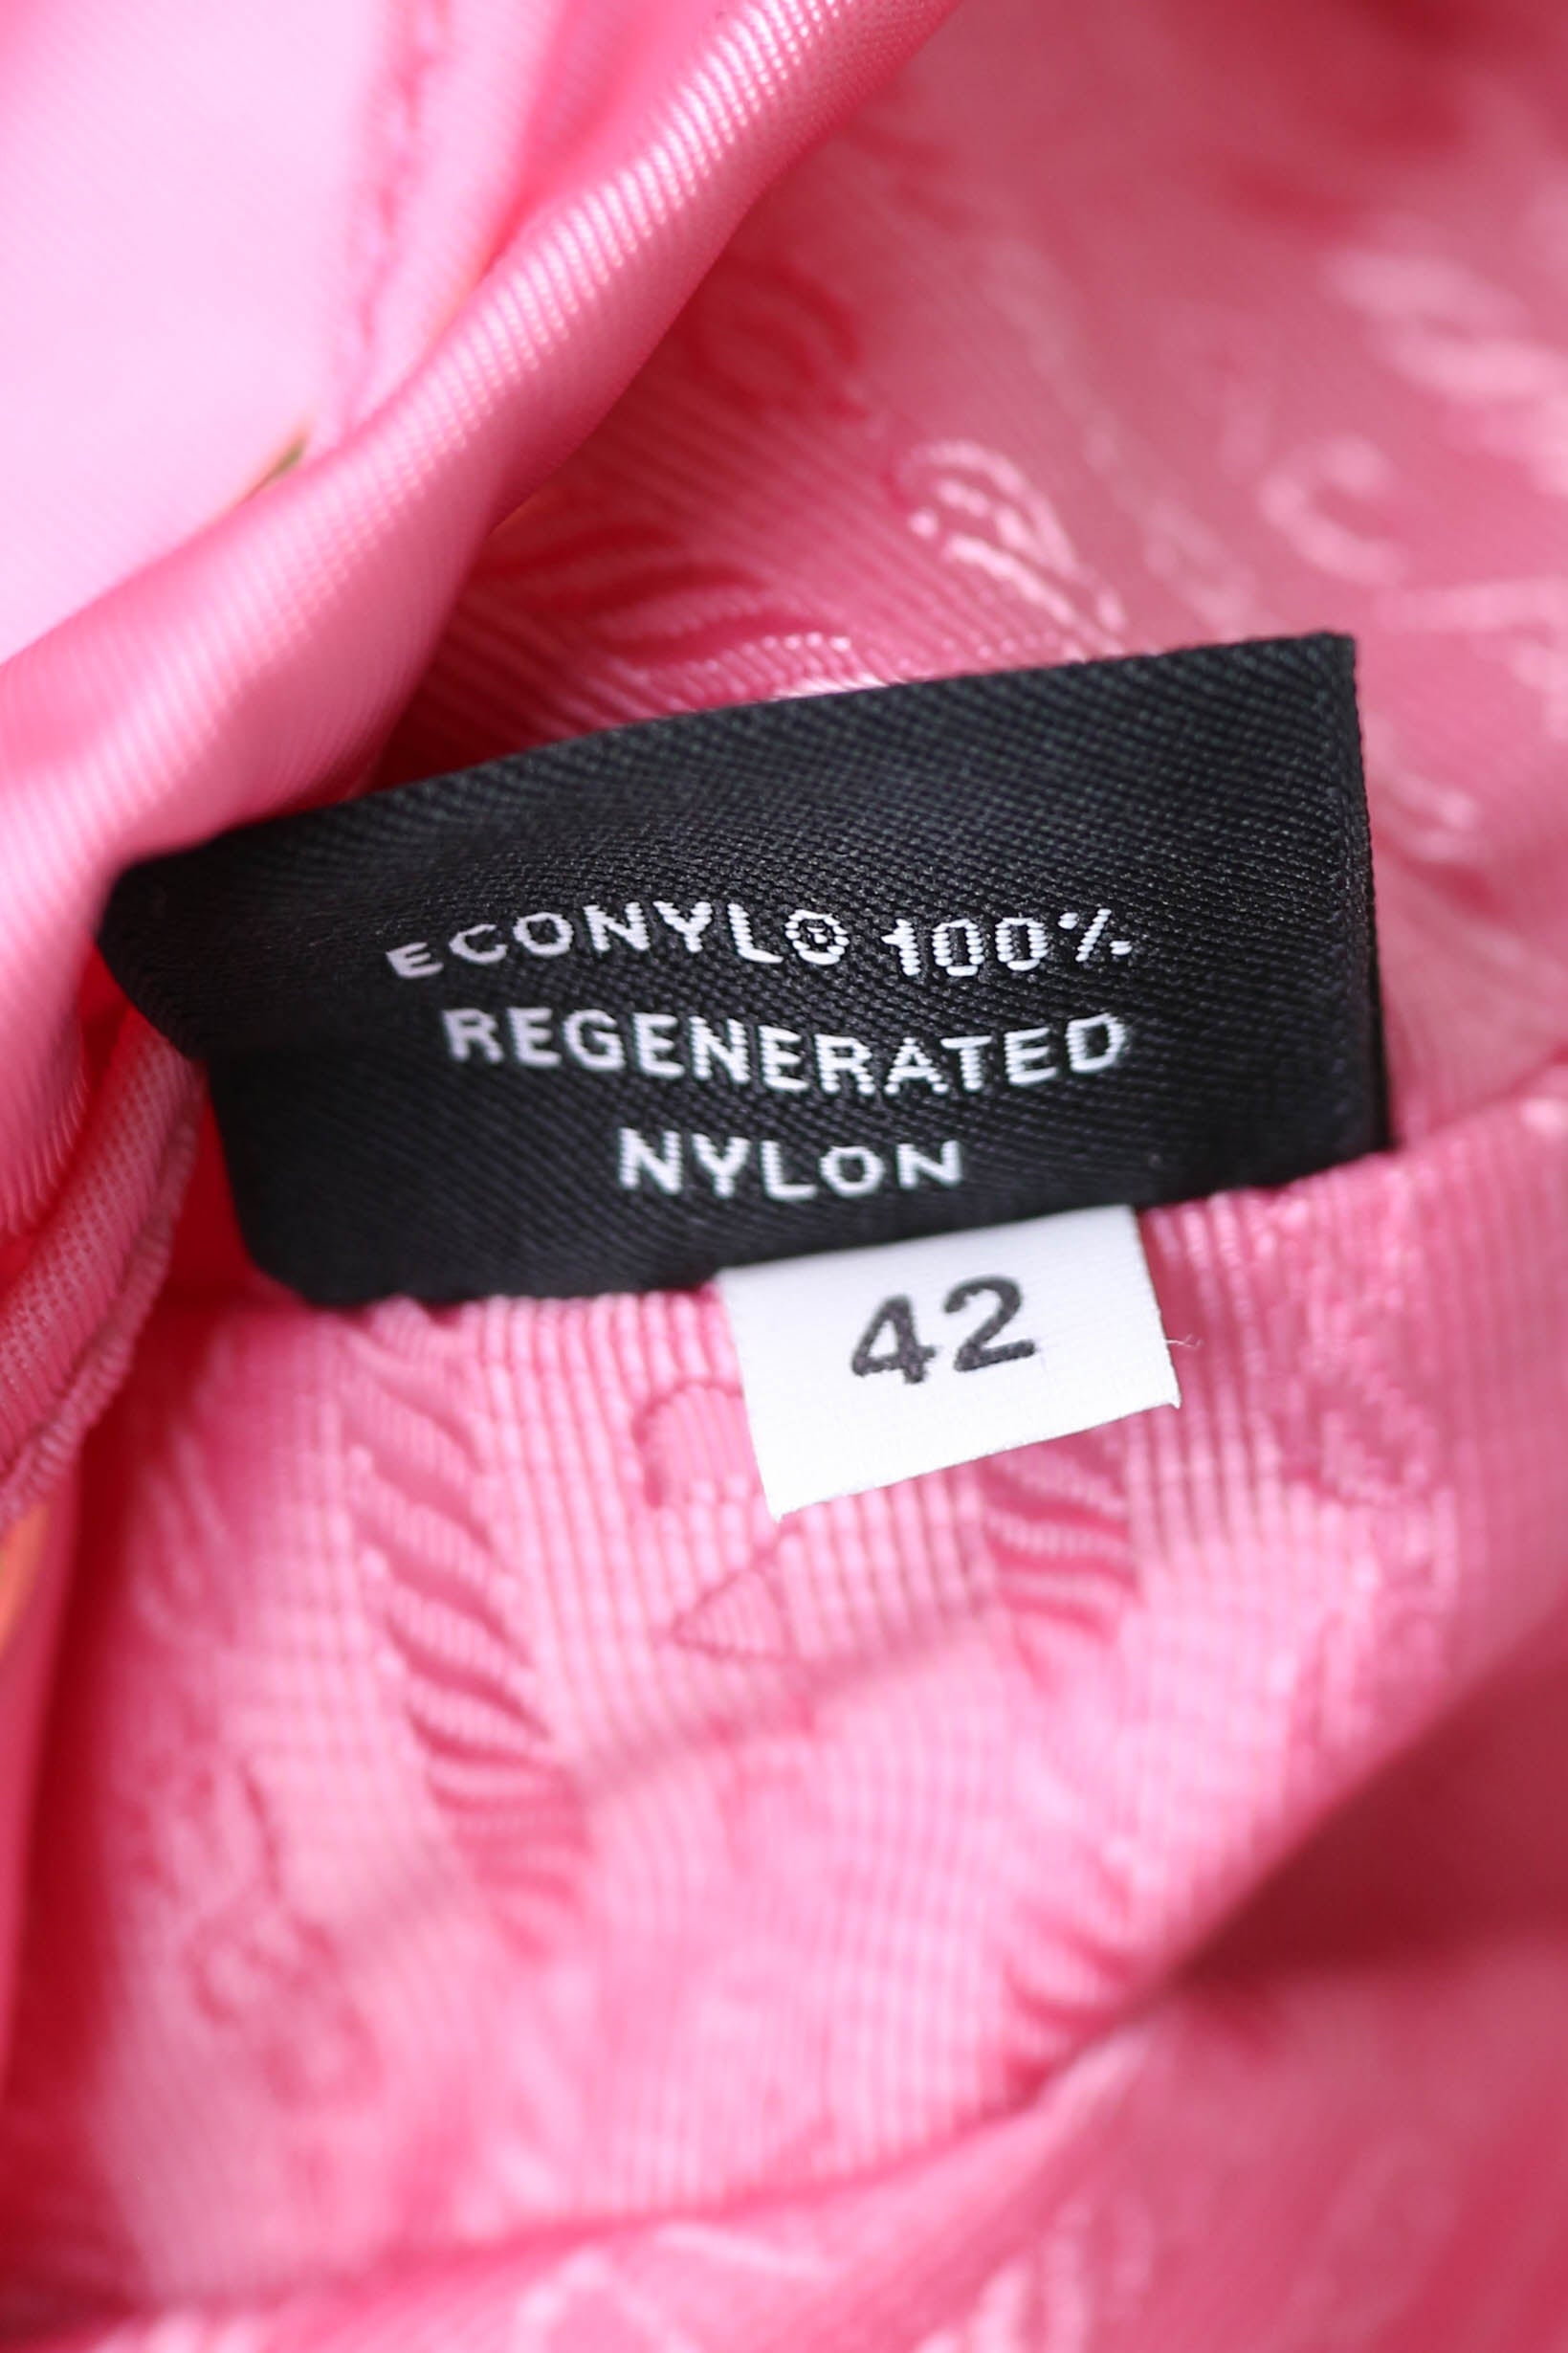 ECONYL® 100%
REGENERATED
NYLON
42